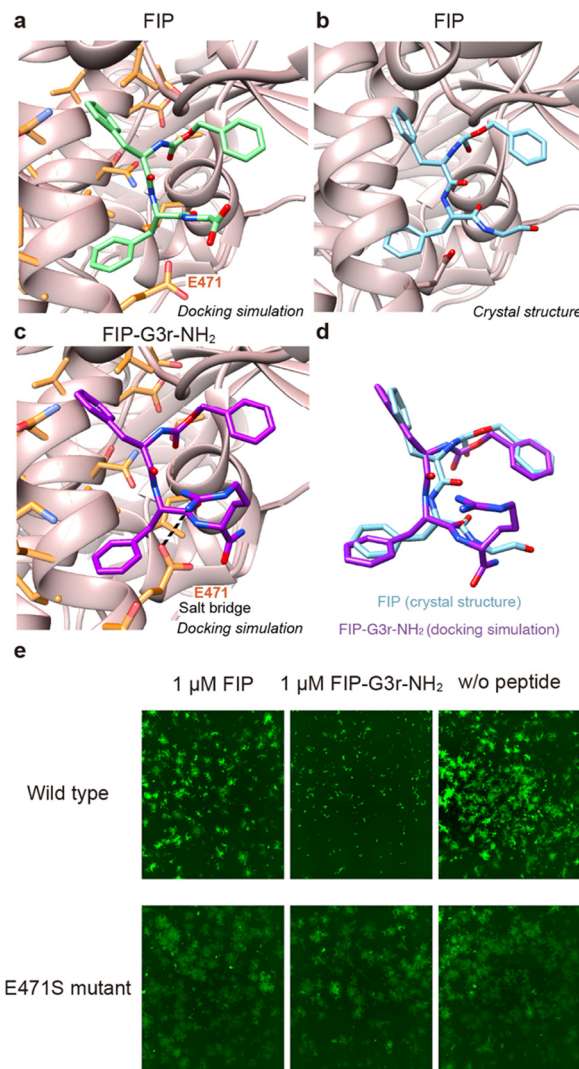 a FIP
b FIP
E471
Docking simulation
Crystal structure
c FIP-G3r-NH₂
d
E471
Salt bridge
Docking simulation
FIP (crystal structure)
FIP-G3r-NH₂ (docking simulation)
e
1 μM FIP 1 μM FIP-G3r-NH₂ w/o peptide
Wild type
E471S mutant